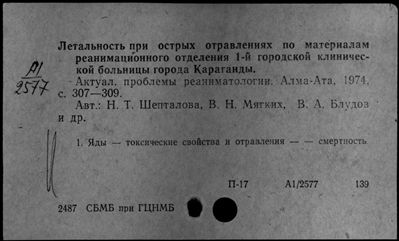 А1
2577
Летальность при острых отравлениях по материалам
реанимационного отделения 1-й городской клиничес-
кой больницы города Караганды.
- Актуал. проблемы реаниматологии. Алма-Ата, 1974,
с. 307—309.
Авт.: Н. Т. Шепталова, В. Н. Мягких, В. А. Блудов
и др.
1. Яды — токсические свойства и отравления — — смертность
П-17 А1/2577 139
2487 СБМБ при ГЦНМБ